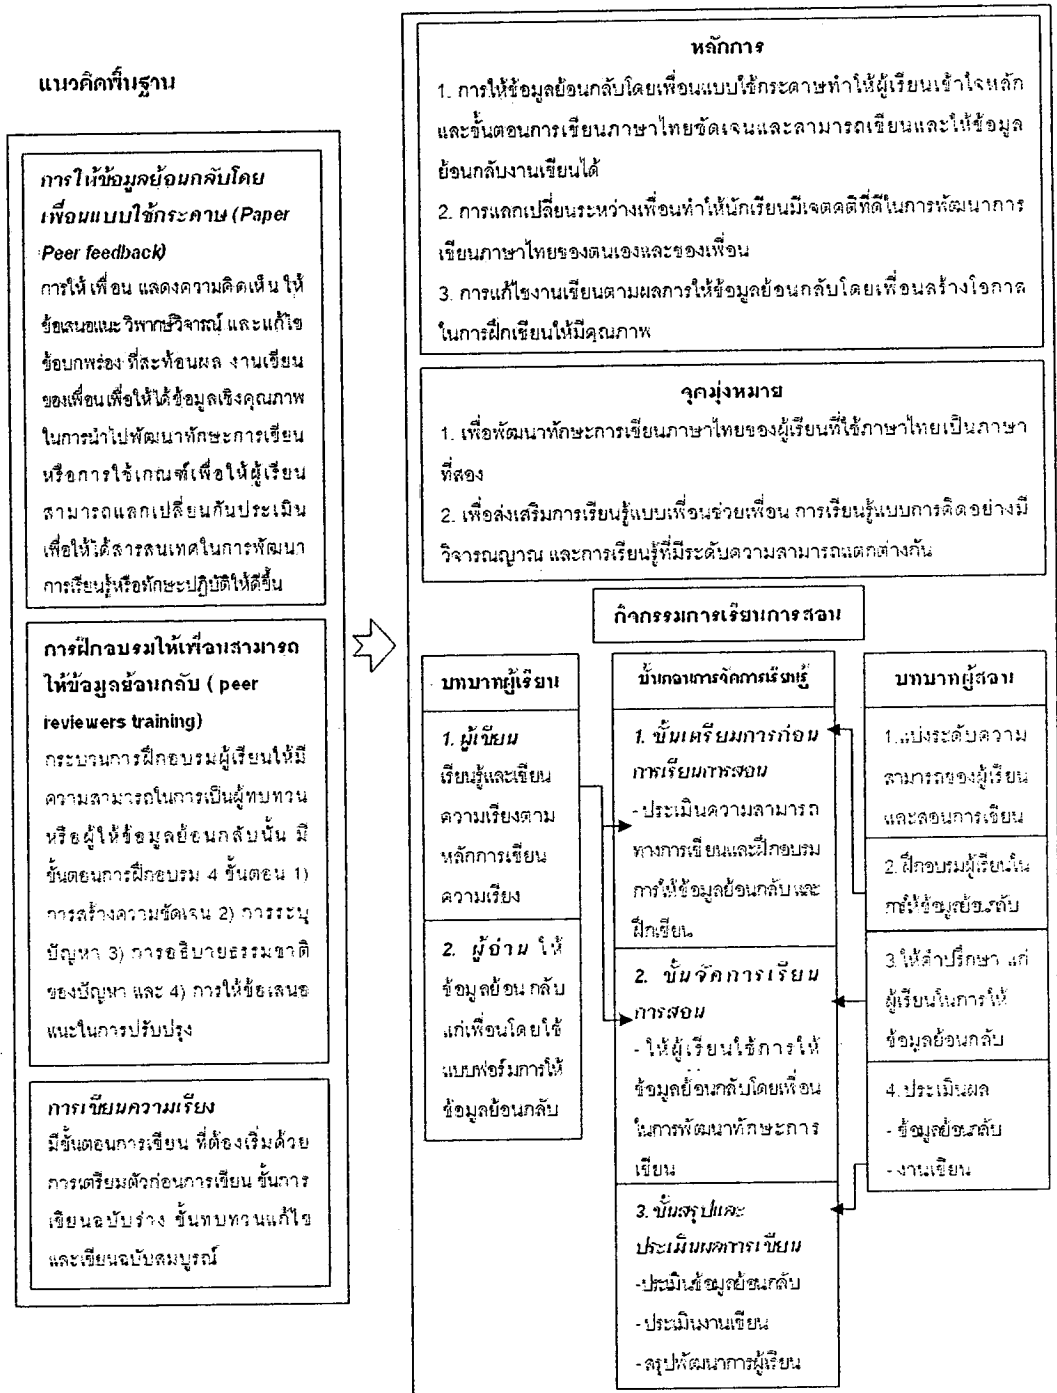 แนวคิดพื้นฐาน
การให้ข้อมูลย้อนกลับโดย
เพื่อนแบบใช้กระดาษ (Paper
Peer feedback)
การให้ เพื่อน แสดงความคิดเห็น ให้
ข้อเสนอแนะ วิพากษ์วิจารณ์ และแก้ไข
ข้อบกพร่อง ที่สะท้อนผล งานเขียน
ของเพื่อน เพื่อให้ได้ข้อมูลเชิงคุณภาพ
ในการนำไปพัฒนาทักษะการเขียน
หรือการใช้เกณฑ์เพื่อให้ผู้เรียน
สามารถแลกเปลี่ยนกันประเมิน
เพื่อให้ได้สารสนเทศในการพัฒนา
การเรียนรู้หรือทักษะปฏิบัติให้ดีขึ้น
การฝึกอบรมให้เพื่อนสามารถ
ให้ข้อมูลย้อนกลับ ( peer
reviewers training)
กระบวนการฝึกอบรมผู้เรียนให้มี
ความสามารถในการเป็นผู้ทบทวน
หรือผู้ให้ข้อมูลย้อนกลับนั้น มี
ขั้นตอนการฝึกอบรม 4 ขั้นตอน 1)
การสร้างความชัดเจน 2) การระบุ
ปัญหา 3) การอธิบายธรรมชาติ
ของปัญหา และ 4) การให้ข้อเสนอ
แนะในการปรับปรุง
การเขียนความเรียง
มีขั้นตอนการเขียน ที่ต้องเริ่มด้วย
การเตรียมตัวก่อนการเขียน ขั้นการ
เขียนฉบับร่าง ขั้นทบทวนแก้ไข
และเขียนฉบับสมบูรณ์
หลักการ
1. การให้ข้อมูลย้อนกลับโดยเพื่อนแบบใช้กระดาษทำให้ผู้เรียนเข้าใจหลัก
และขั้นตอนการเขียนภาษาไทยชัดเจนและสามารถเขียนและให้ข้อมูล
ย้อนกลับงานเขียนได้
2. การแลกเปลี่ยนระหว่างเพื่อนทำให้นักเรียนมีเจตคติที่ดีในการพัฒนาการ
เขียนภาษาไทยของตนเองและของเพื่อน
3. การแก้ไขงานเขียนตามผลการให้ข้อมูลย้อนกลับโดยเพื่อนสร้างโอกาส
ในการฝึกเขียนให้มีคุณภาพ
จุดมุ่งหมาย
1. เพื่อพัฒนาทักษะการเขียนภาษาไทยของผู้เรียนที่ใช้ภาษาไทยเป็นภาษา
ที่สอง
2. เพื่อส่งเสริมการเรียนรู้แบบเพื่อนช่วยเพื่อน การเรียนรู้แบบการคิดอย่างมี
วิจารณญาณ และการเรียนรู้ที่มีระดับความสามารถแตกต่างกัน
กิจกรรมการเรียนการสอน
บทบาทผู้เรียน
1. ผู้เขียน
เรียนรู้และเขียน
ความเรียงตาม
หลักการเขียน
ความเรียง
2. ผู้อ่าน ให้
ข้อมูลย้อน กลับ
แก่เพื่อนโดยใช้
แบบฟอร์มการให้
ข้อมูลย้อนกลับ
ขั้นตอนการจัดการเรียนรู้
1. ขั้นเตรียมการก่อน
การเรียนการสอน
- ประเมินความสามารถ
ทางการเขียนและฝึกอบรม
การให้ข้อมูลย้อนกลับ และ
ฝึกเขียน
2. ขั้นจัดการเรียน
การสอน
- ให้ผู้เรียนใช้การให้
ข้อมูลย้อนกลับโดยเพื่อน
ในการพัฒนาทักษะการ
เขียน
3. ขั้นสรุปและ
ประเมินผลการเขียน
-ประเมินข้อมูลย้อนกลับ
- ประเมินงานเขียน
- สรุปพัฒนาการผู้เรียน
บทบาทผู้สอน
1.แบ่งระดับความ
สามารถของผู้เรียน
และสอนการเขียน
2. ฝึกอบรมผู้เรียนใน
การให้ข้อมูลย้อนกลับ
3.ให้คำปรึกษา แก่
ผู้เรียนในการให้
ข้อมูลย้อนกลับ
4. ประเมินผล
- ข้อมูลย้อนกลับ
- งานเขียน